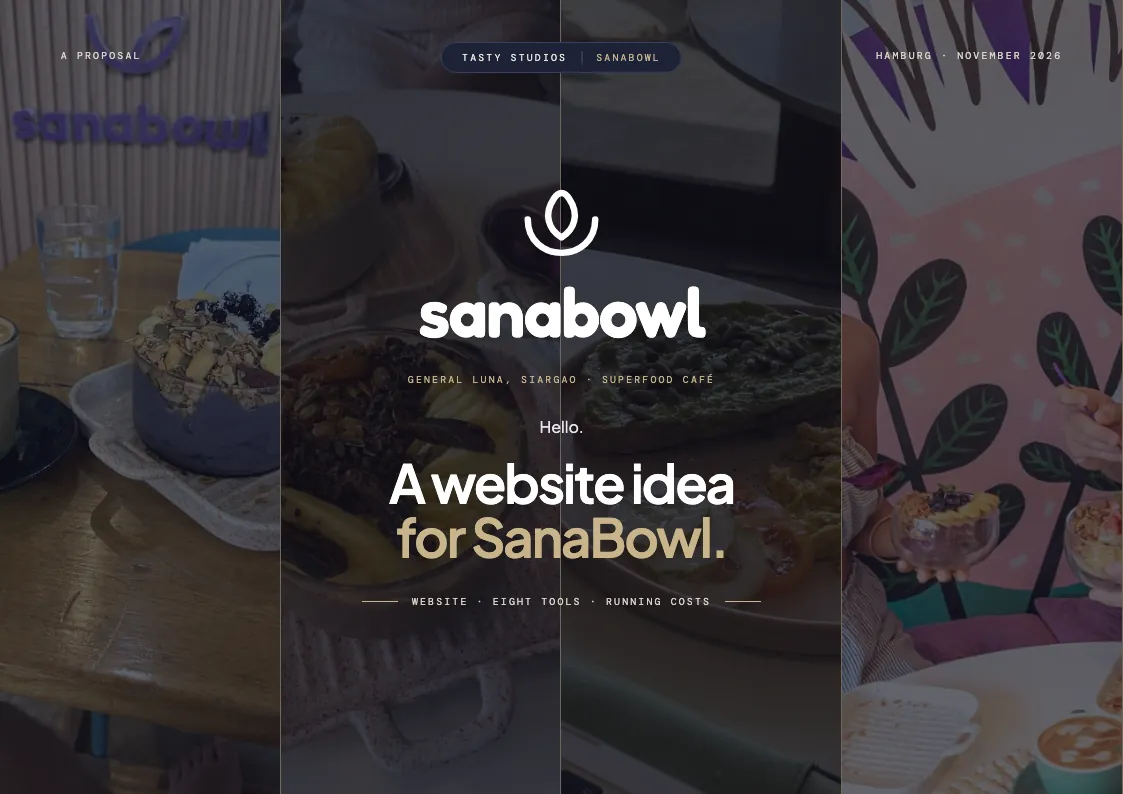 A PROPOSAL
TASTY STUDIOS | SANABOWL
HAMBURG · NOVEMBER 2026
sanabowl
sanabowl
GENERAL LUNA, SIARGAO · SUPERFOOD CAFÉ
Hello.
A website idea
for SanaBowl.
WEBSITE · EIGHT TOOLS · RUNNING COSTS